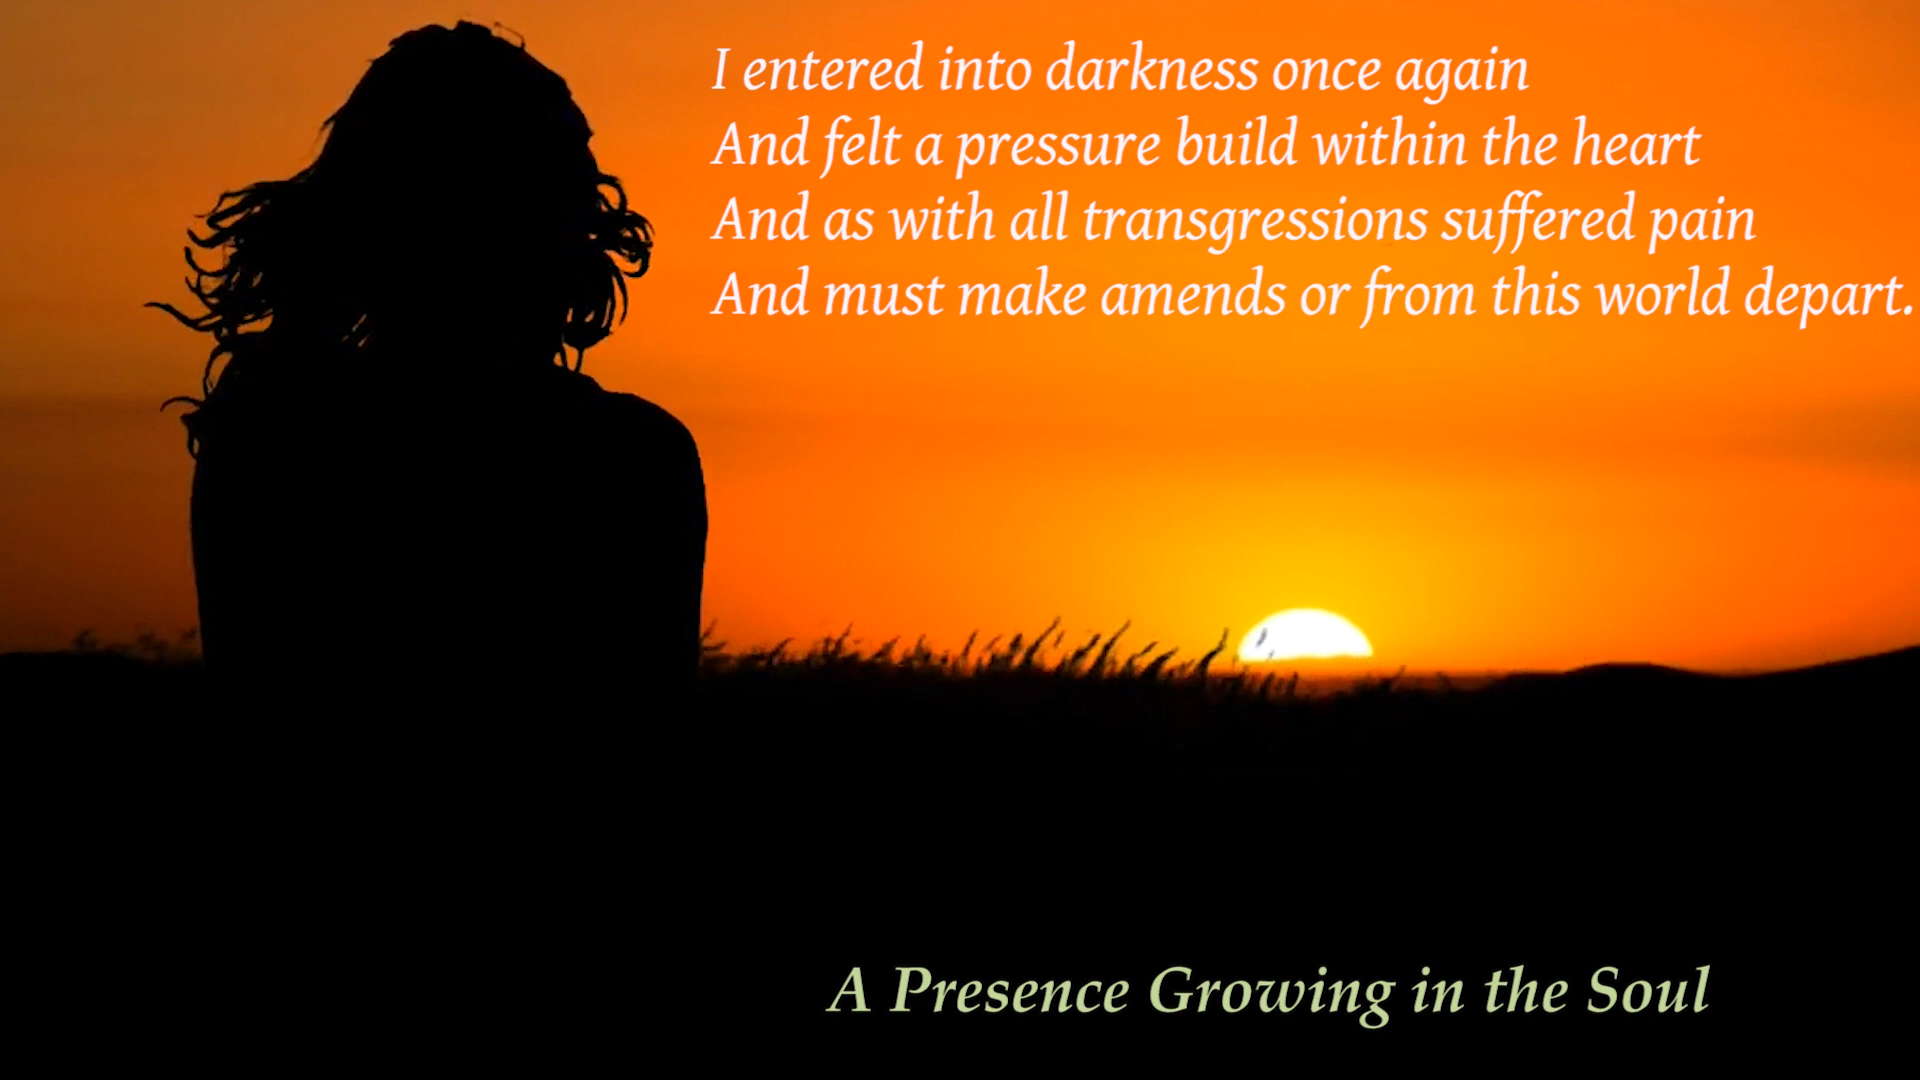 I entered into darkness once again
And felt a pressure build within the heart
And as with all transgressions suffered pain
And must make amends or from this world depart.
A Presence Growing in the Soul